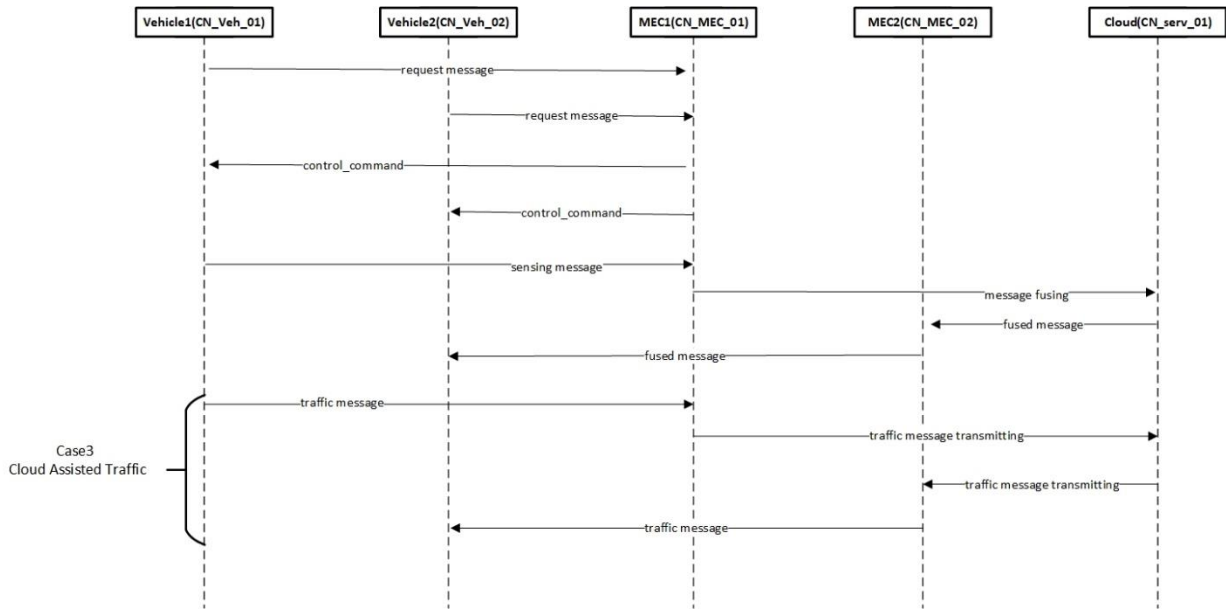 Vehicle1(CN_Veh_01)
Vehicle2(CN_Veh_02)
MEC1(CN_MEC_01)
MEC2(CN_MEC_02)
Cloud(CN_serv_01)
request message
request message
control_command
control_command
sensing message
message fusing
fused message
fused message
traffic message
traffic message transmitting
Case3
Cloud Assisted Traffic
traffic message transmitting
traffic message